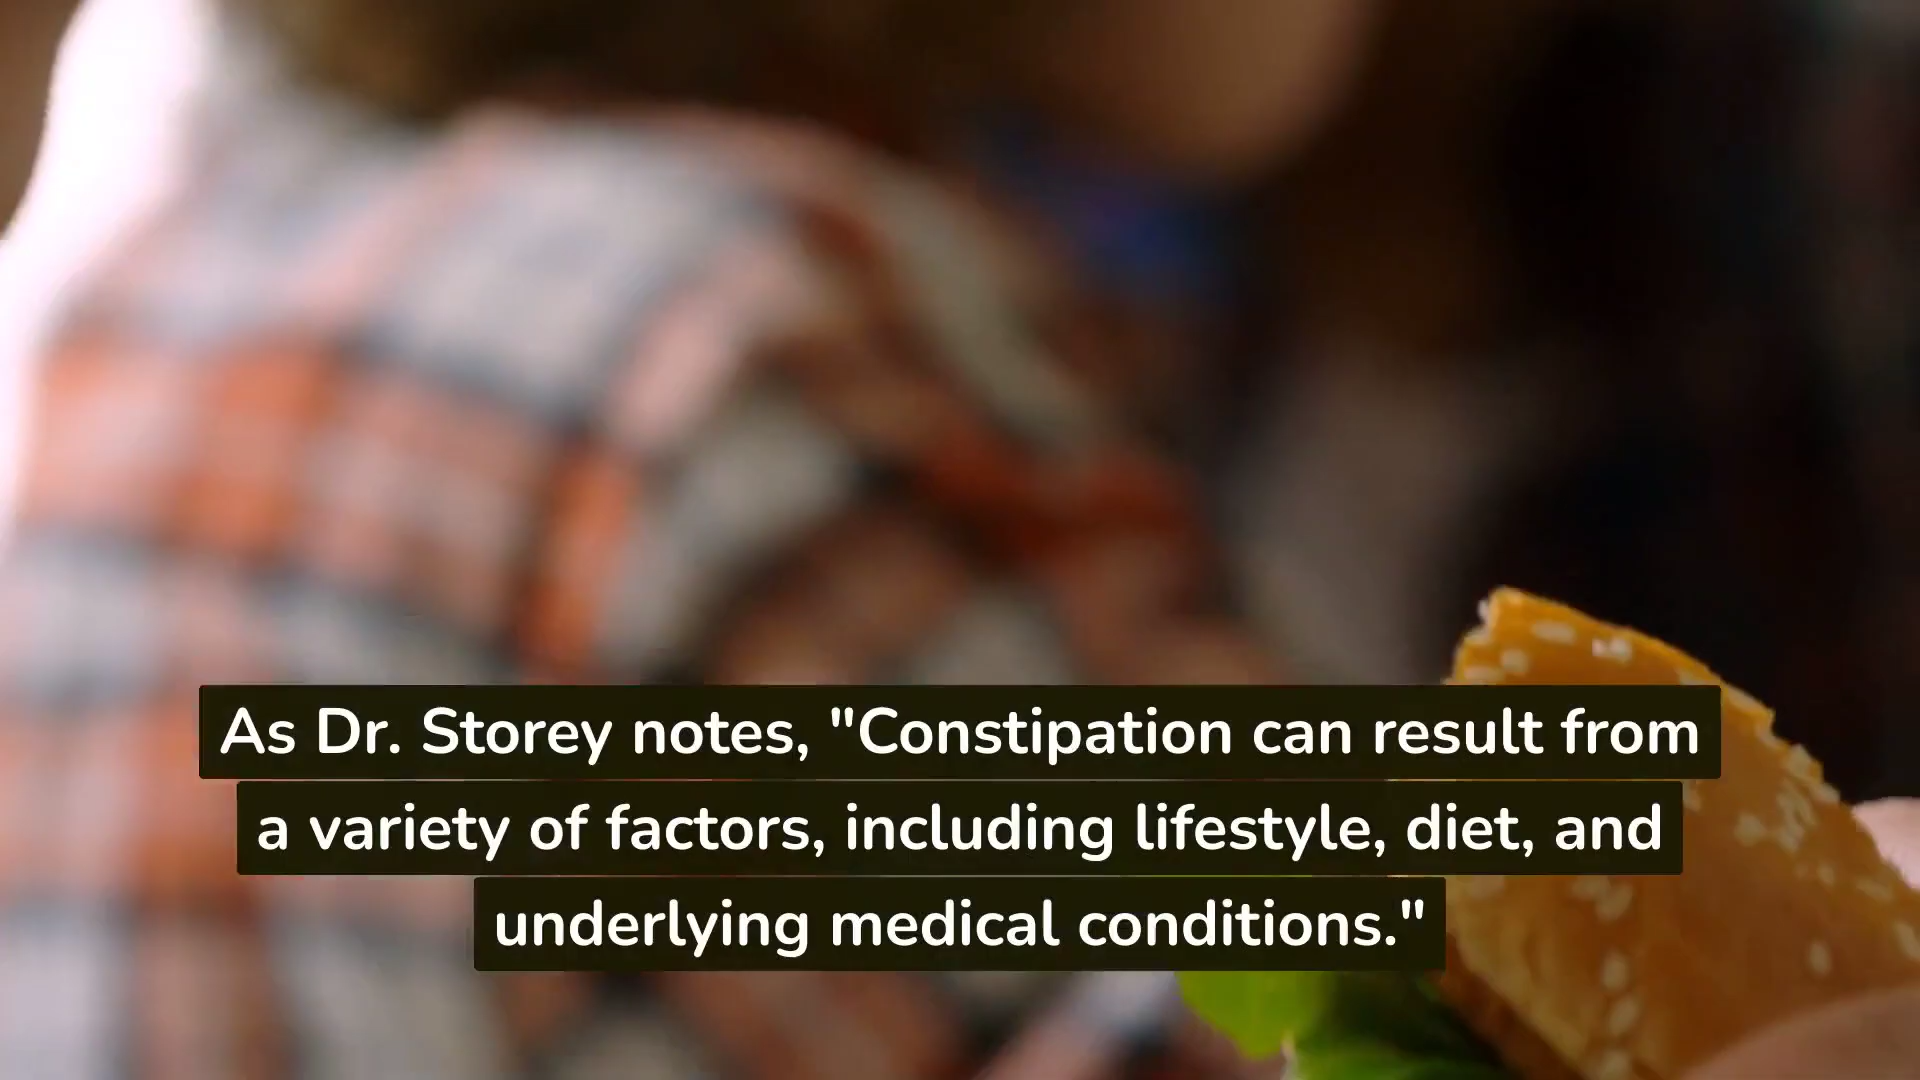 As Dr. Storey notes, "Constipation can result from
a variety of factors, including lifestyle, diet, and
underlying medical conditions."